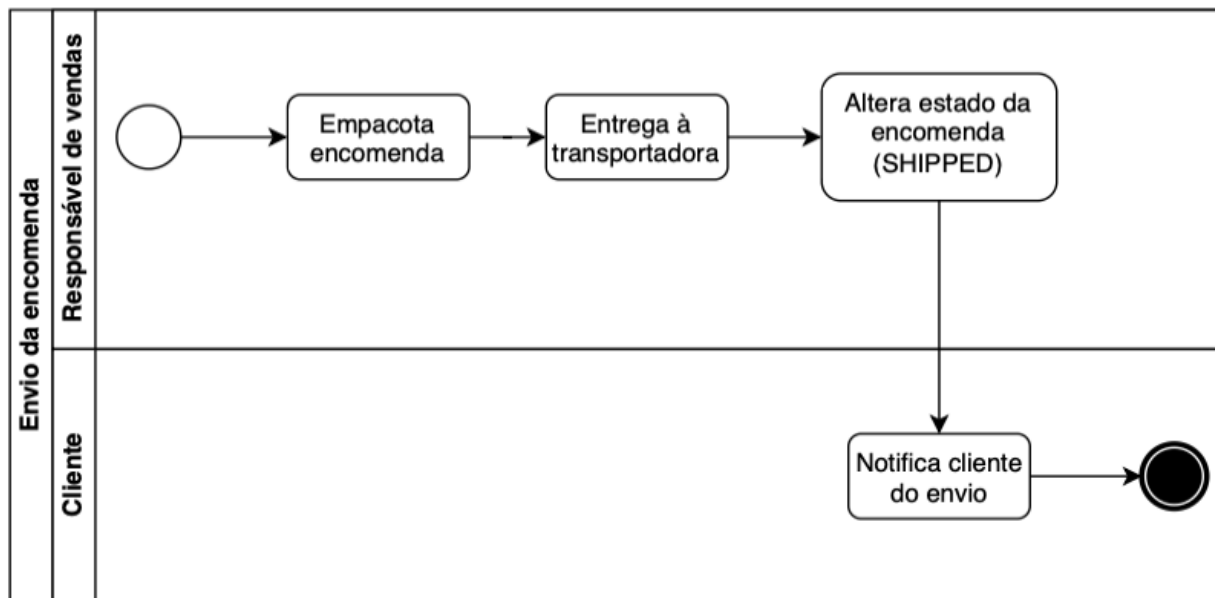 Envio da encomenda
Responsável de vendas
Empacota
encomenda
Entrega à
transportadora
Altera estado da
encomenda
(SHIPPED)
Cliente
Notifica cliente
do envio